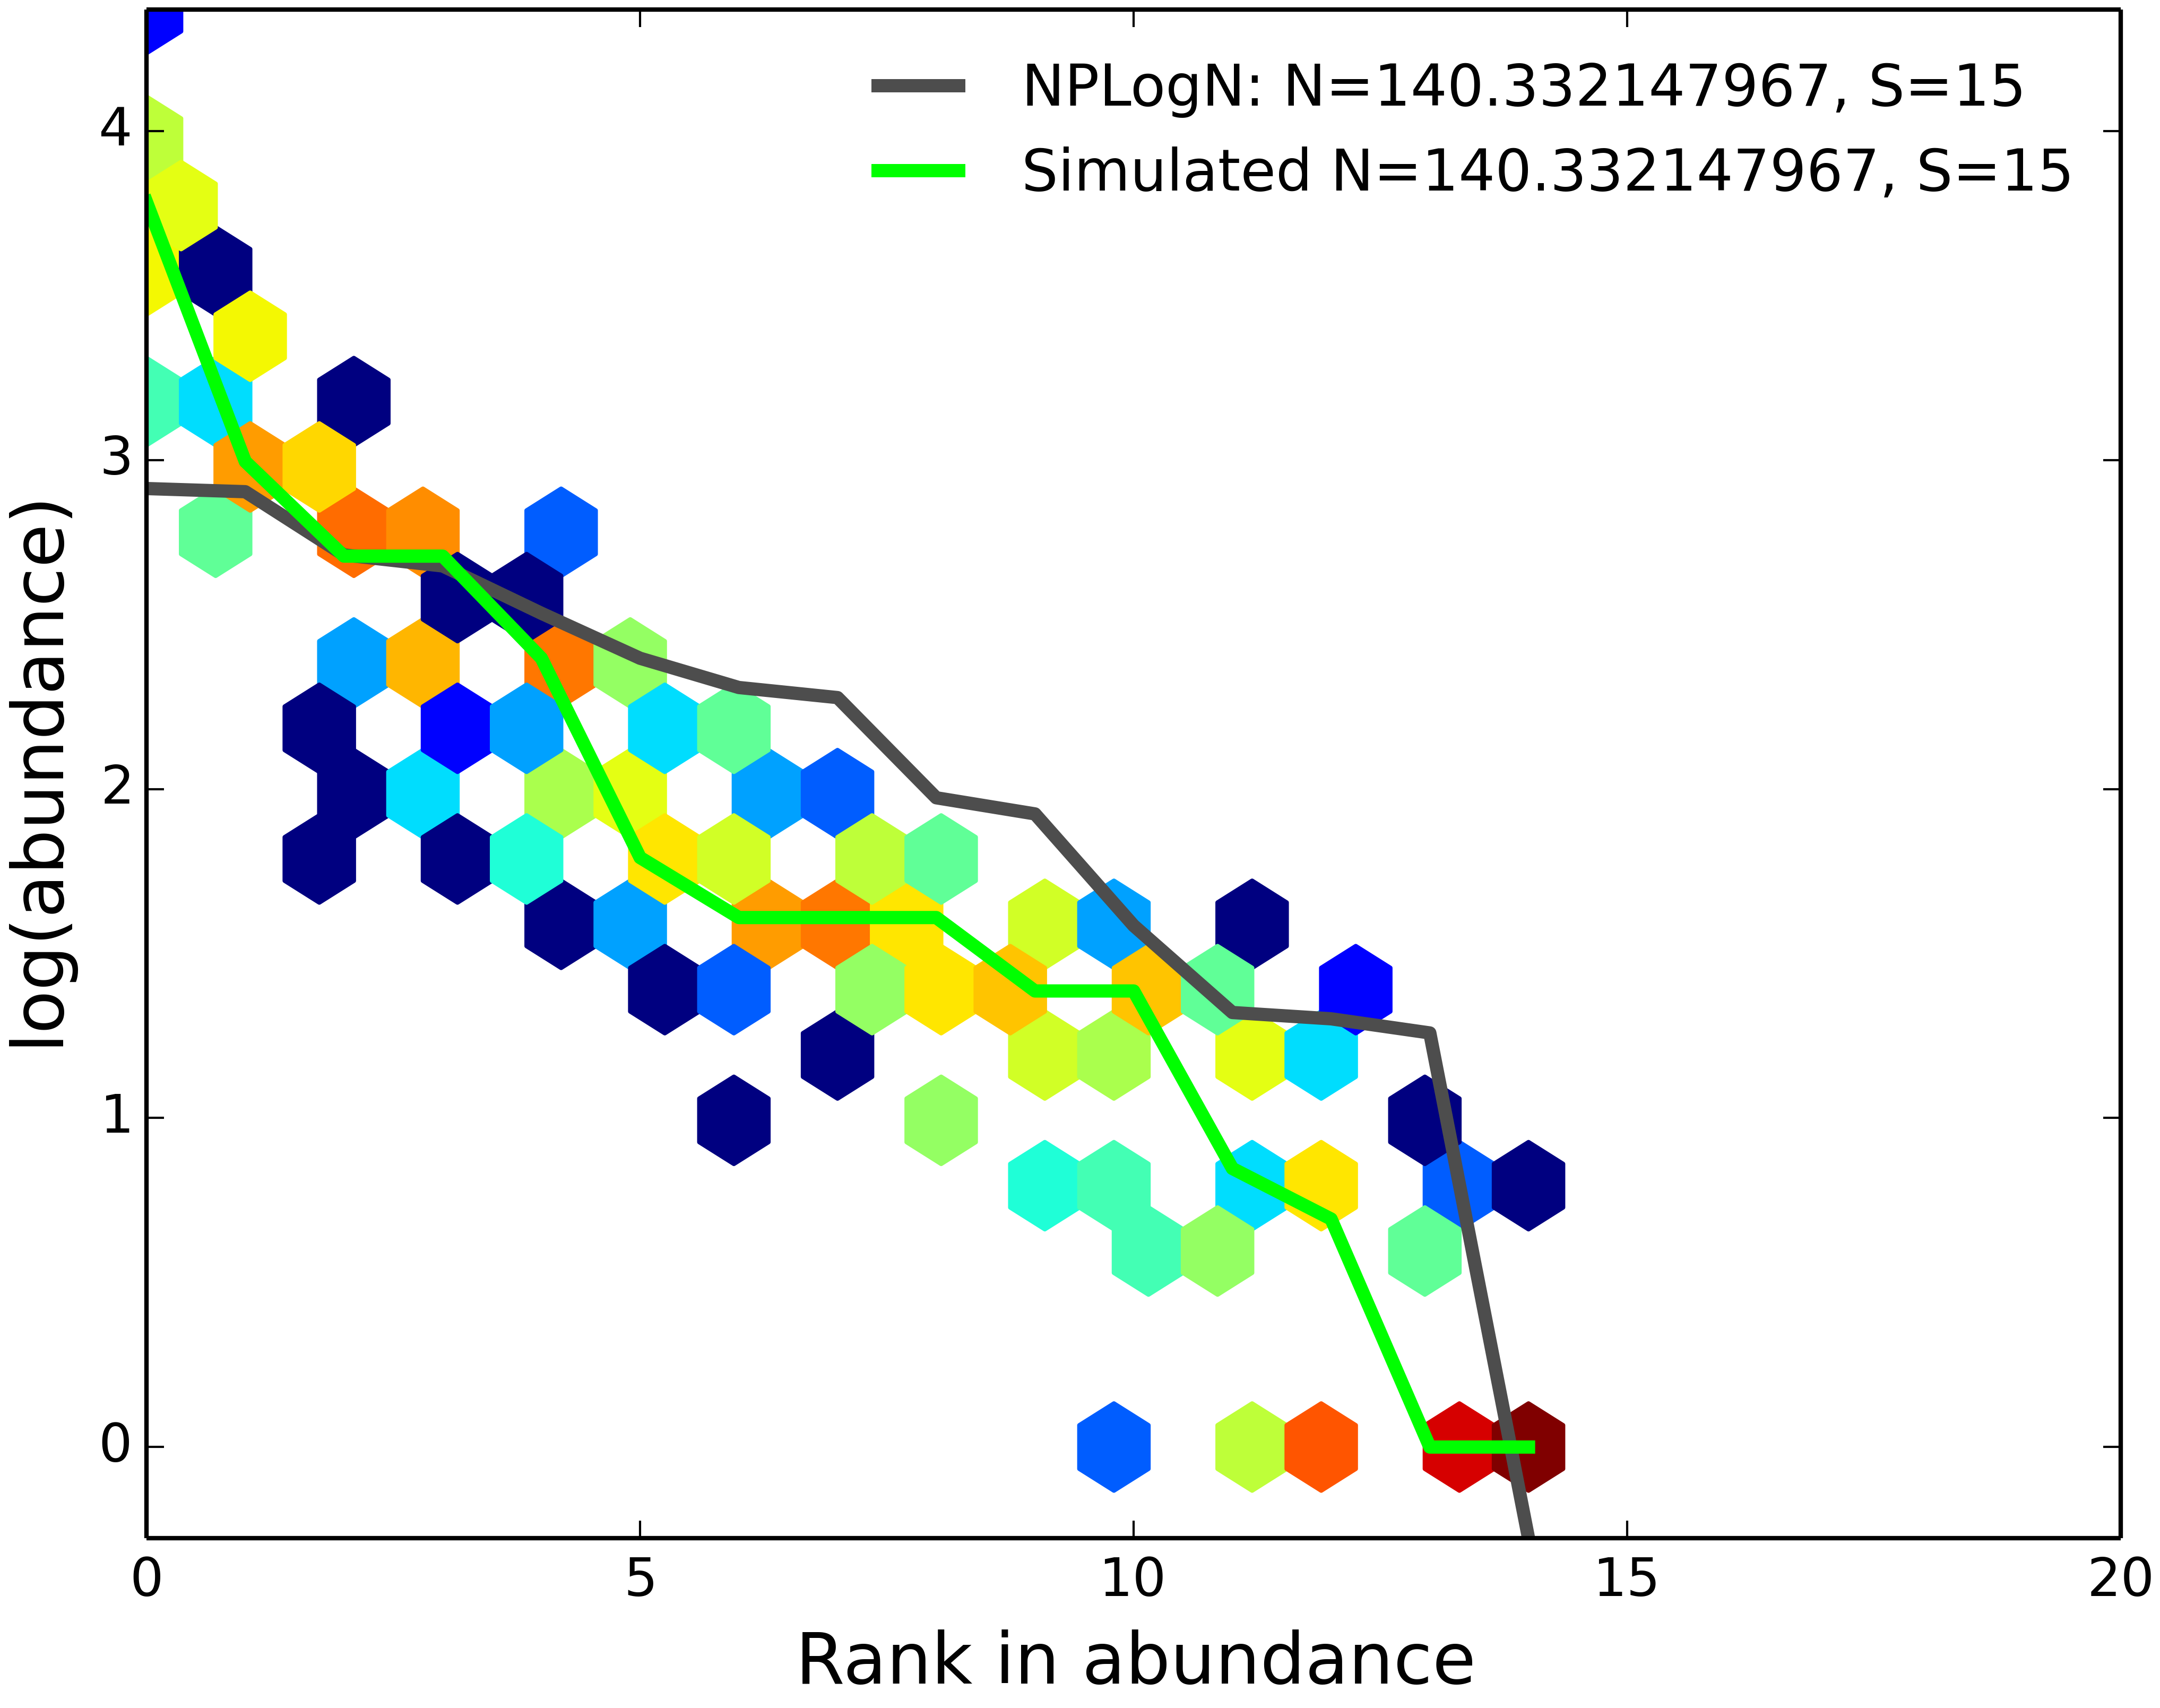 NPLogN: N=140.332147967, S=15
Simulated N=140.332147967, S=15
log(abundance)
4
3
2
1
0
0 5 10 15 20
Rank in abundance